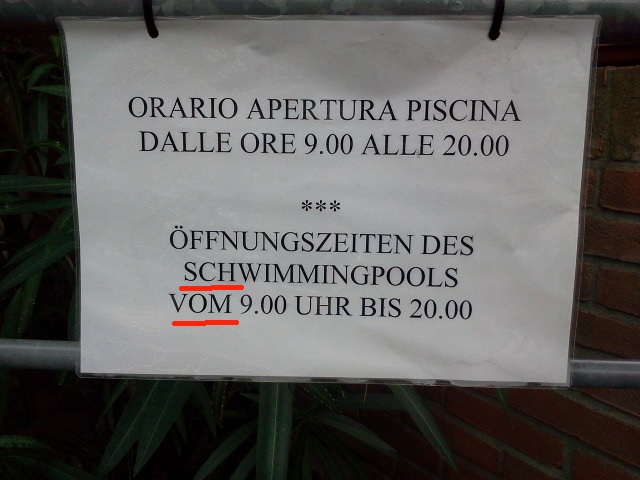 ORARIO APERTURA PISCINA
DALLE ORE 9.00 ALLE 20.00
***
ÖFFNUNGSZEITEN DES
SCHWIMMINGPOOLS
VOM 9.00 UHR BIS 20.00